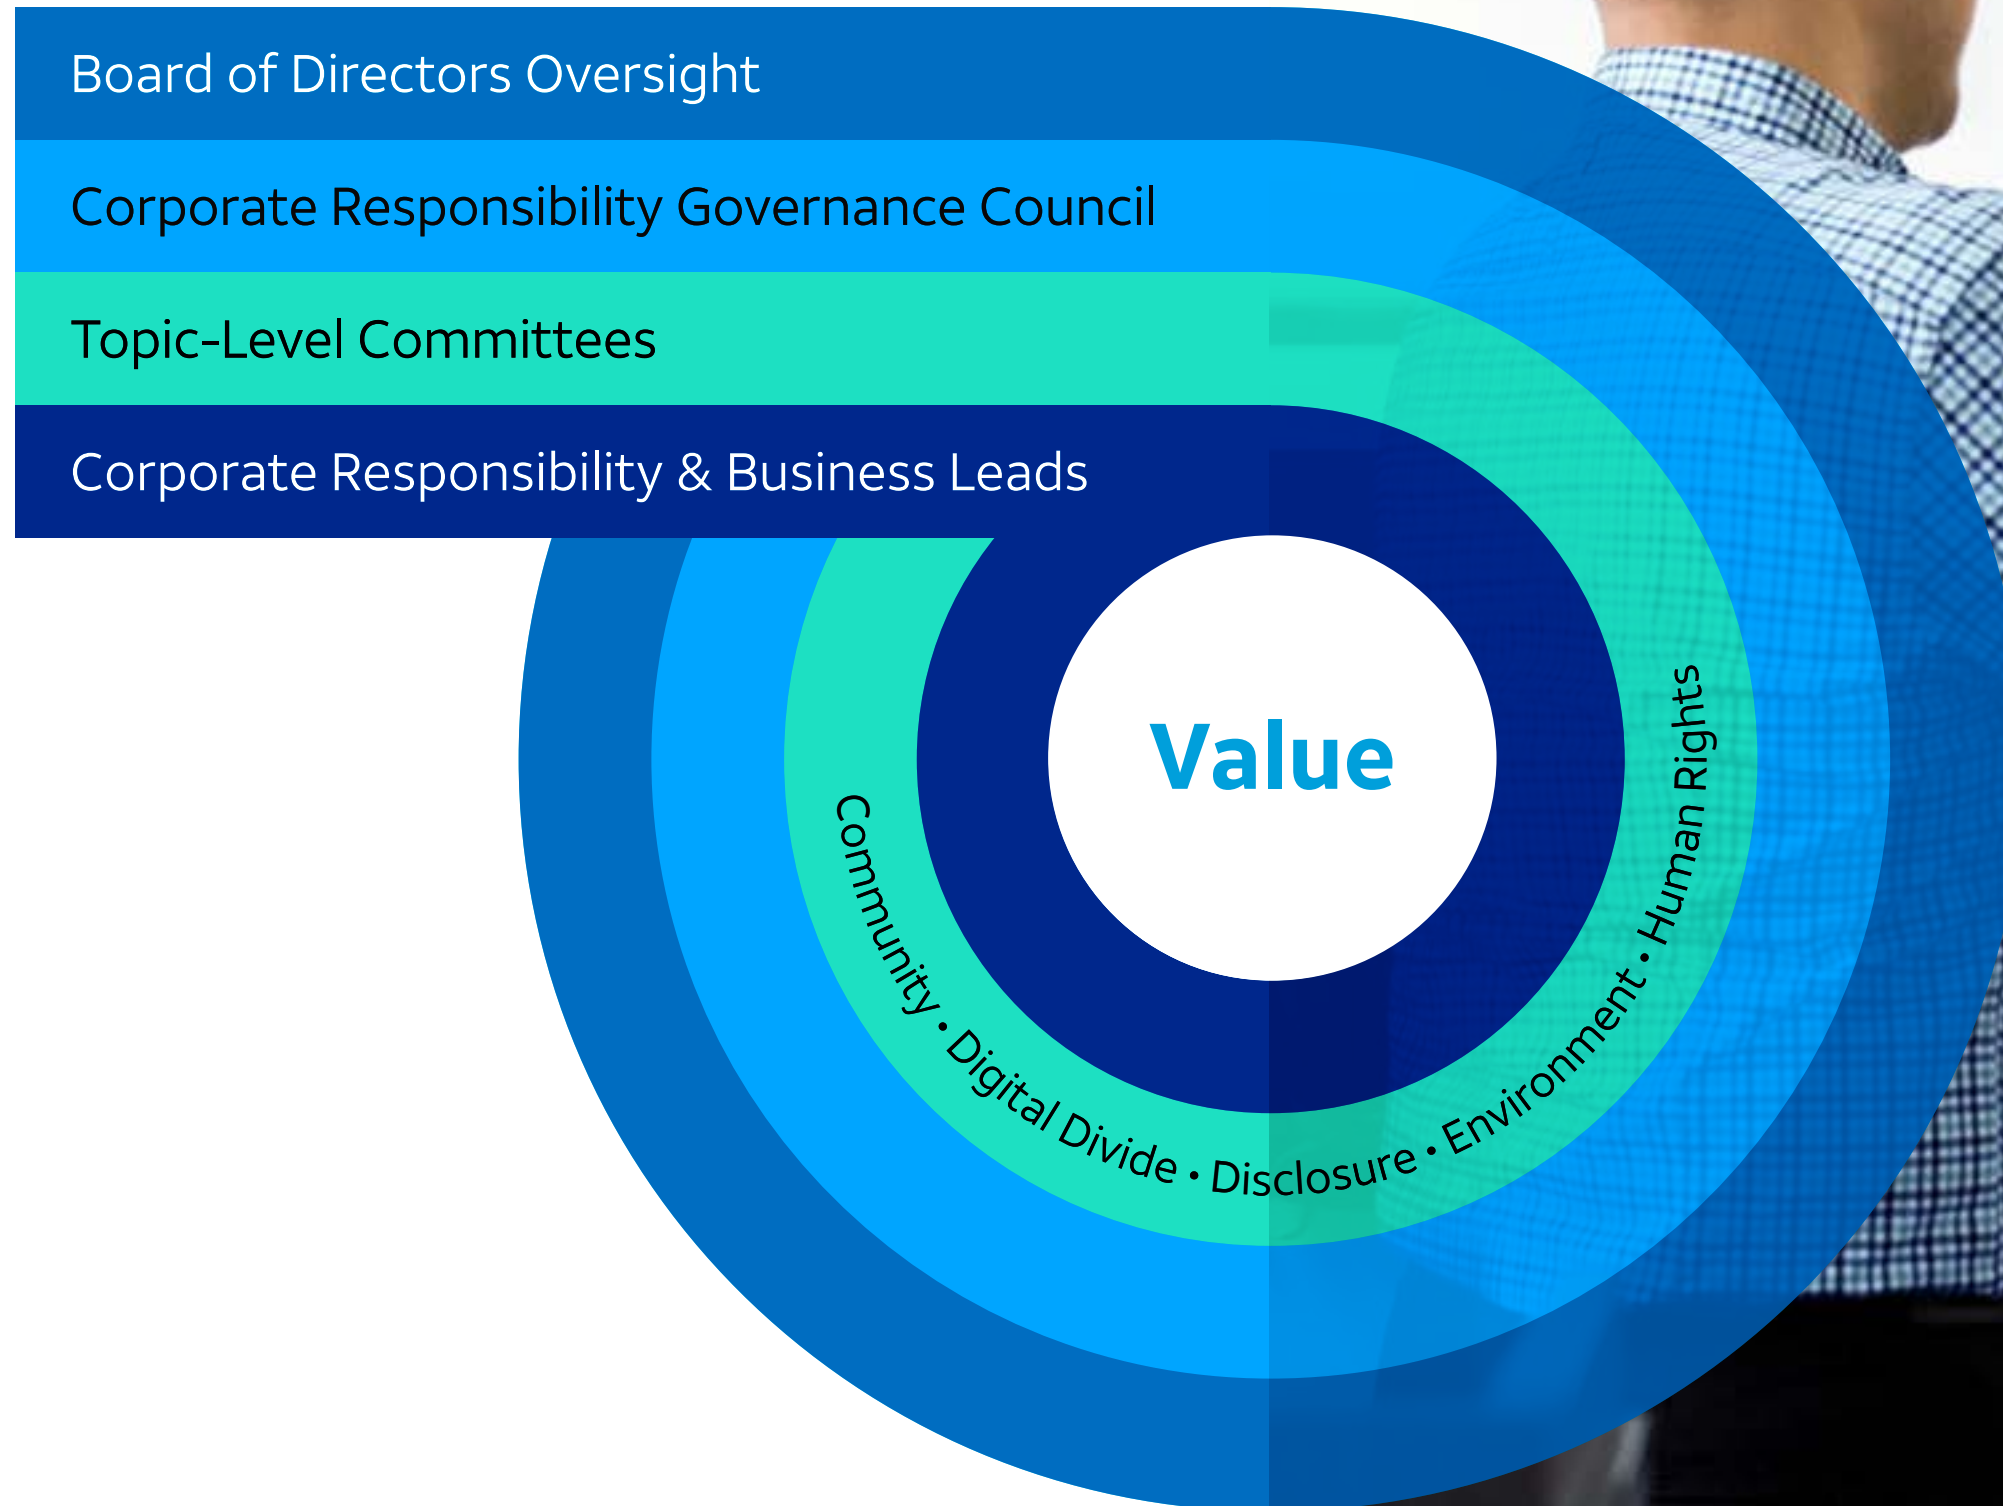 Board of Directors Oversight
Corporate Responsibility Governance Council
Topic-Level Committees
Corporate Responsibility & Business Leads
Value
Community • Digital Divide • Disclosure • Environment • Human Rights